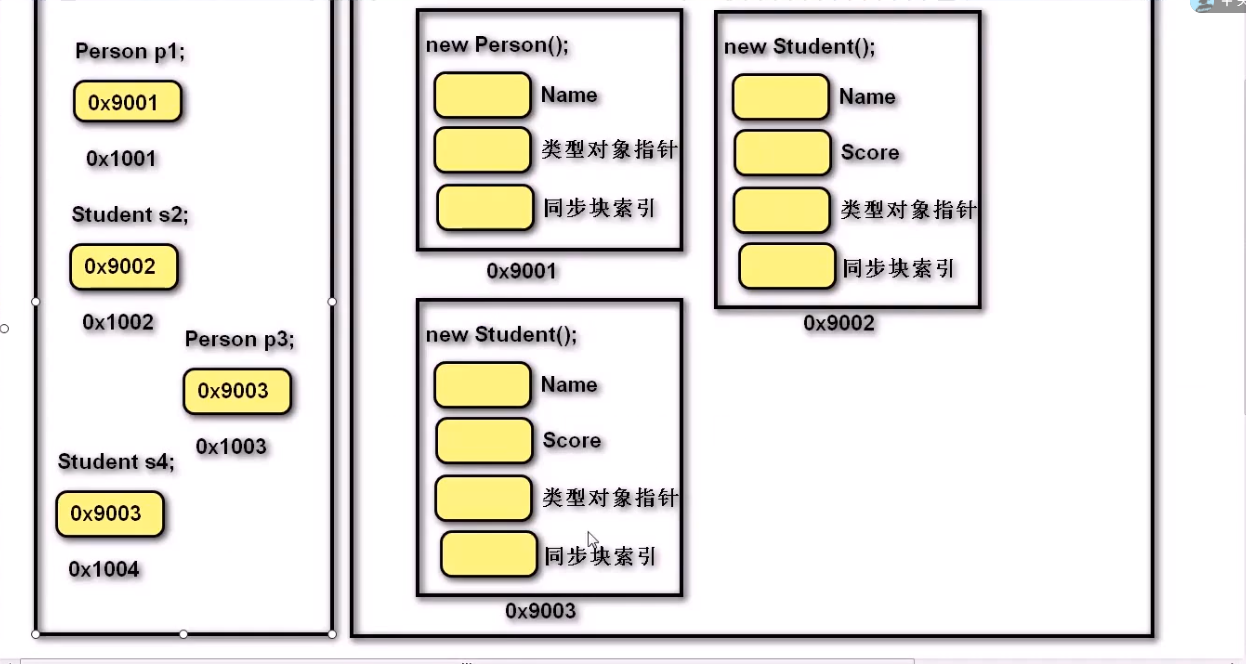 Person p1;
0x9001
0x1001
Student s2;
0x9002
0x1002
Person p3;
0x9003
0x1003
Student s4;
0x9003
0x1004
new Person();
Name
类型对象指针
同步块索引
0x9001
new Student();
Name
Score
类型对象指针
同步块索引
0x9002
new Student();
Name
Score
类型对象指针
同步块索引
0x9003